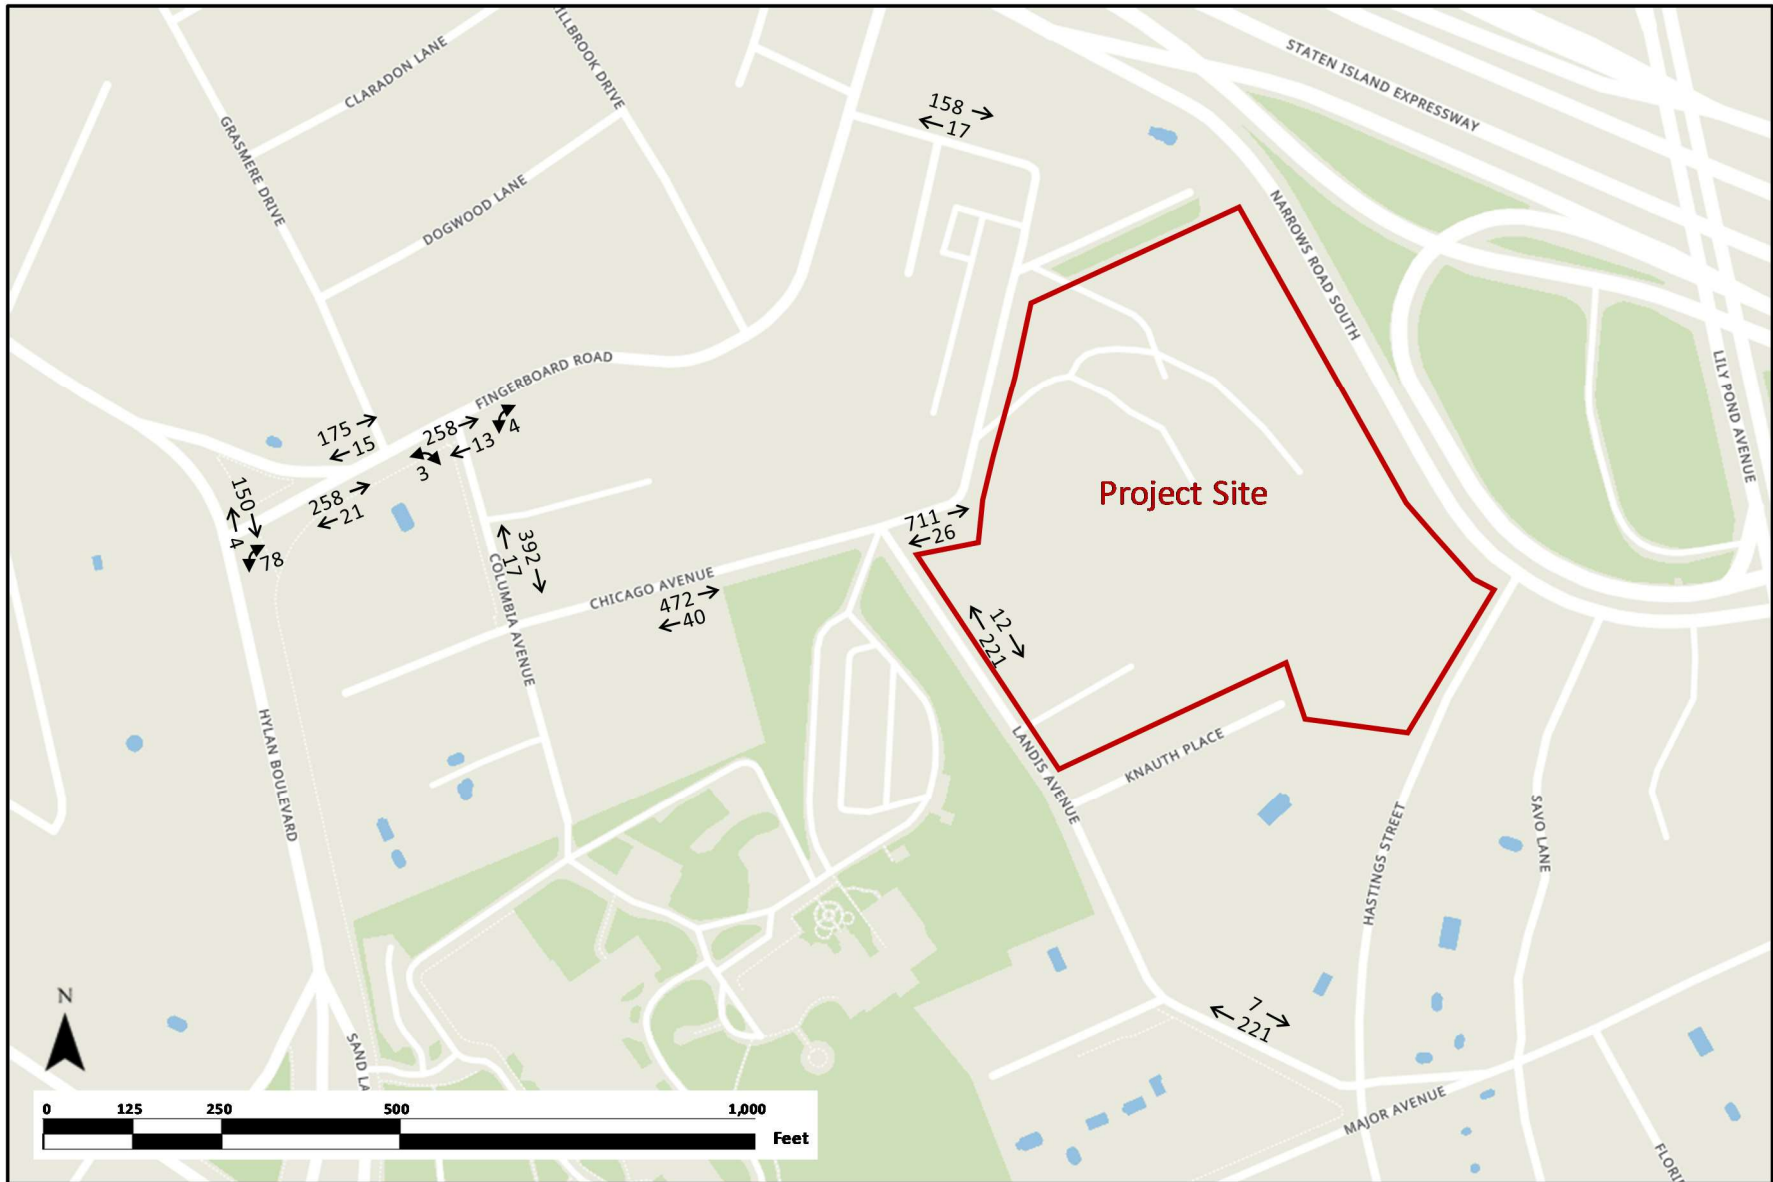 CLARADON LANE
ILLBROOK DRIVE
STATEN ISLAND EXPRESSWAY
GRASMERE DRIVE
158
17
DOGWOOD LANE
NARROWS ROAD SOUTH
FINGERBOARD ROAD
LILY POND AVENUE
175
15
258
13
4
3
150
4
78
258
21
Project Site
711
26
392
17
COLUMBIA AVENUE
CHICAGO AVENUE
472
40
12
221
HYLAN BOULEVARD
LANDIS AVENUE
KNAUTH PLACE
HASTINGS STREET
SAVO LANE
N
7
221
SAND LA
MAJOR AVENUE
FLORI
0 125 250 500 1,000
Feet